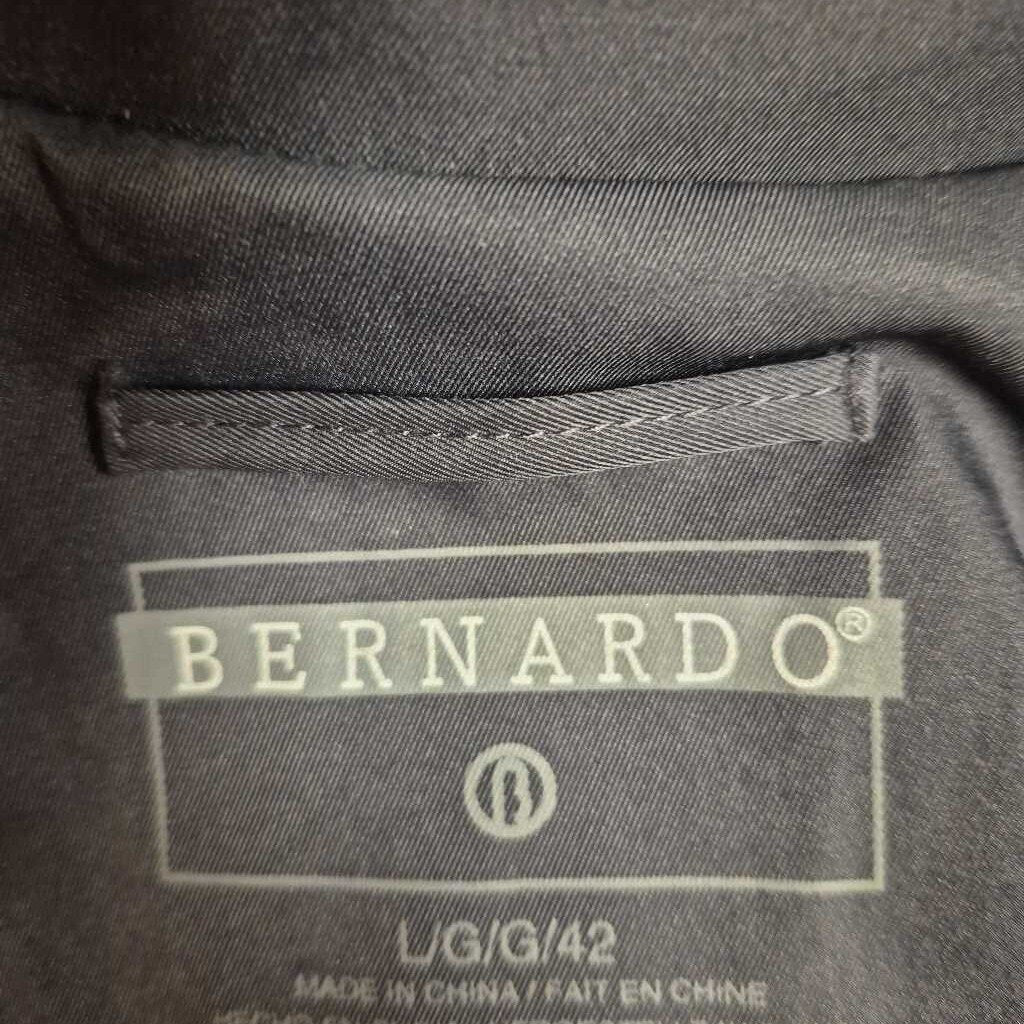 BERNARDO®
B
L/G/G/42
MADE IN CHINA / FAIT EN CHINE